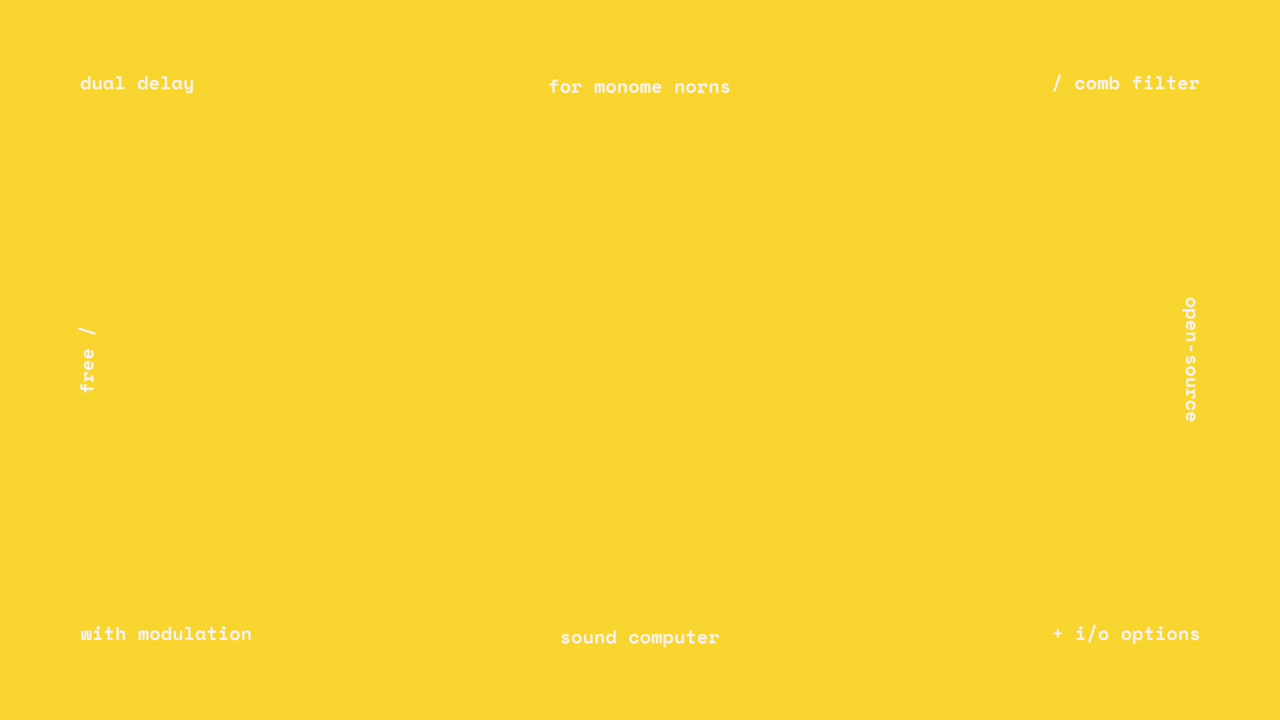 dual delay
for monome norns
/ comb filter
free /
open-source
with modulation
sound computer
+ i/o options